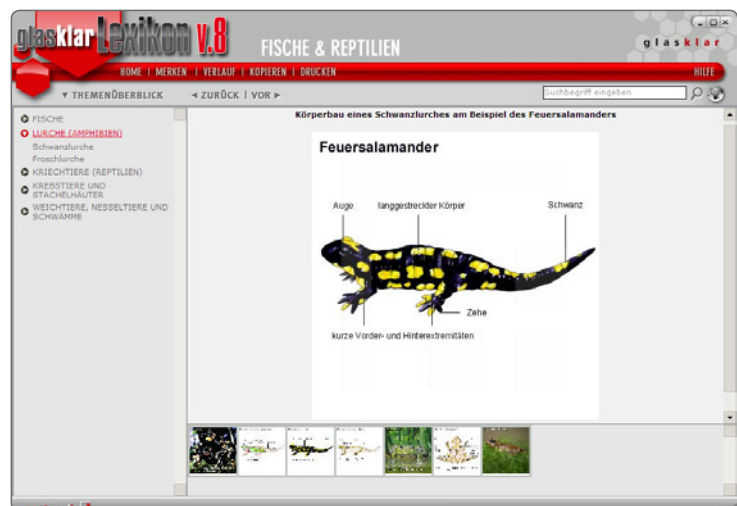 glasklar Lexikon V.8
FISCHE & REPTILIEN
glasklar
HOME | MERKEN | VERLAUF | KOPIEREN | DRUCKEN
HILFE
▼ THEMENÜBERBLICK
◄ ZURÜCK | VOR ►
Suchbegriff eingeben
FISCHE
LURCHE (AMPHIBIEN)
Schwanzlurche
Froschlurche
KRIECHTIERE (REPTILIEN)
KREBSTIERE UND
STACHELHÄUTER
WEICHTIERE, NESSELTIERE UND
SCHWÄMME
Körperbau eines Schwanzlurches am Beispiel des Feuersalamanders
Feuersalamander
Auge
langgestreckter Körper
Schwanz
Zehe
kurze Vorder- und Hinterextremitäten